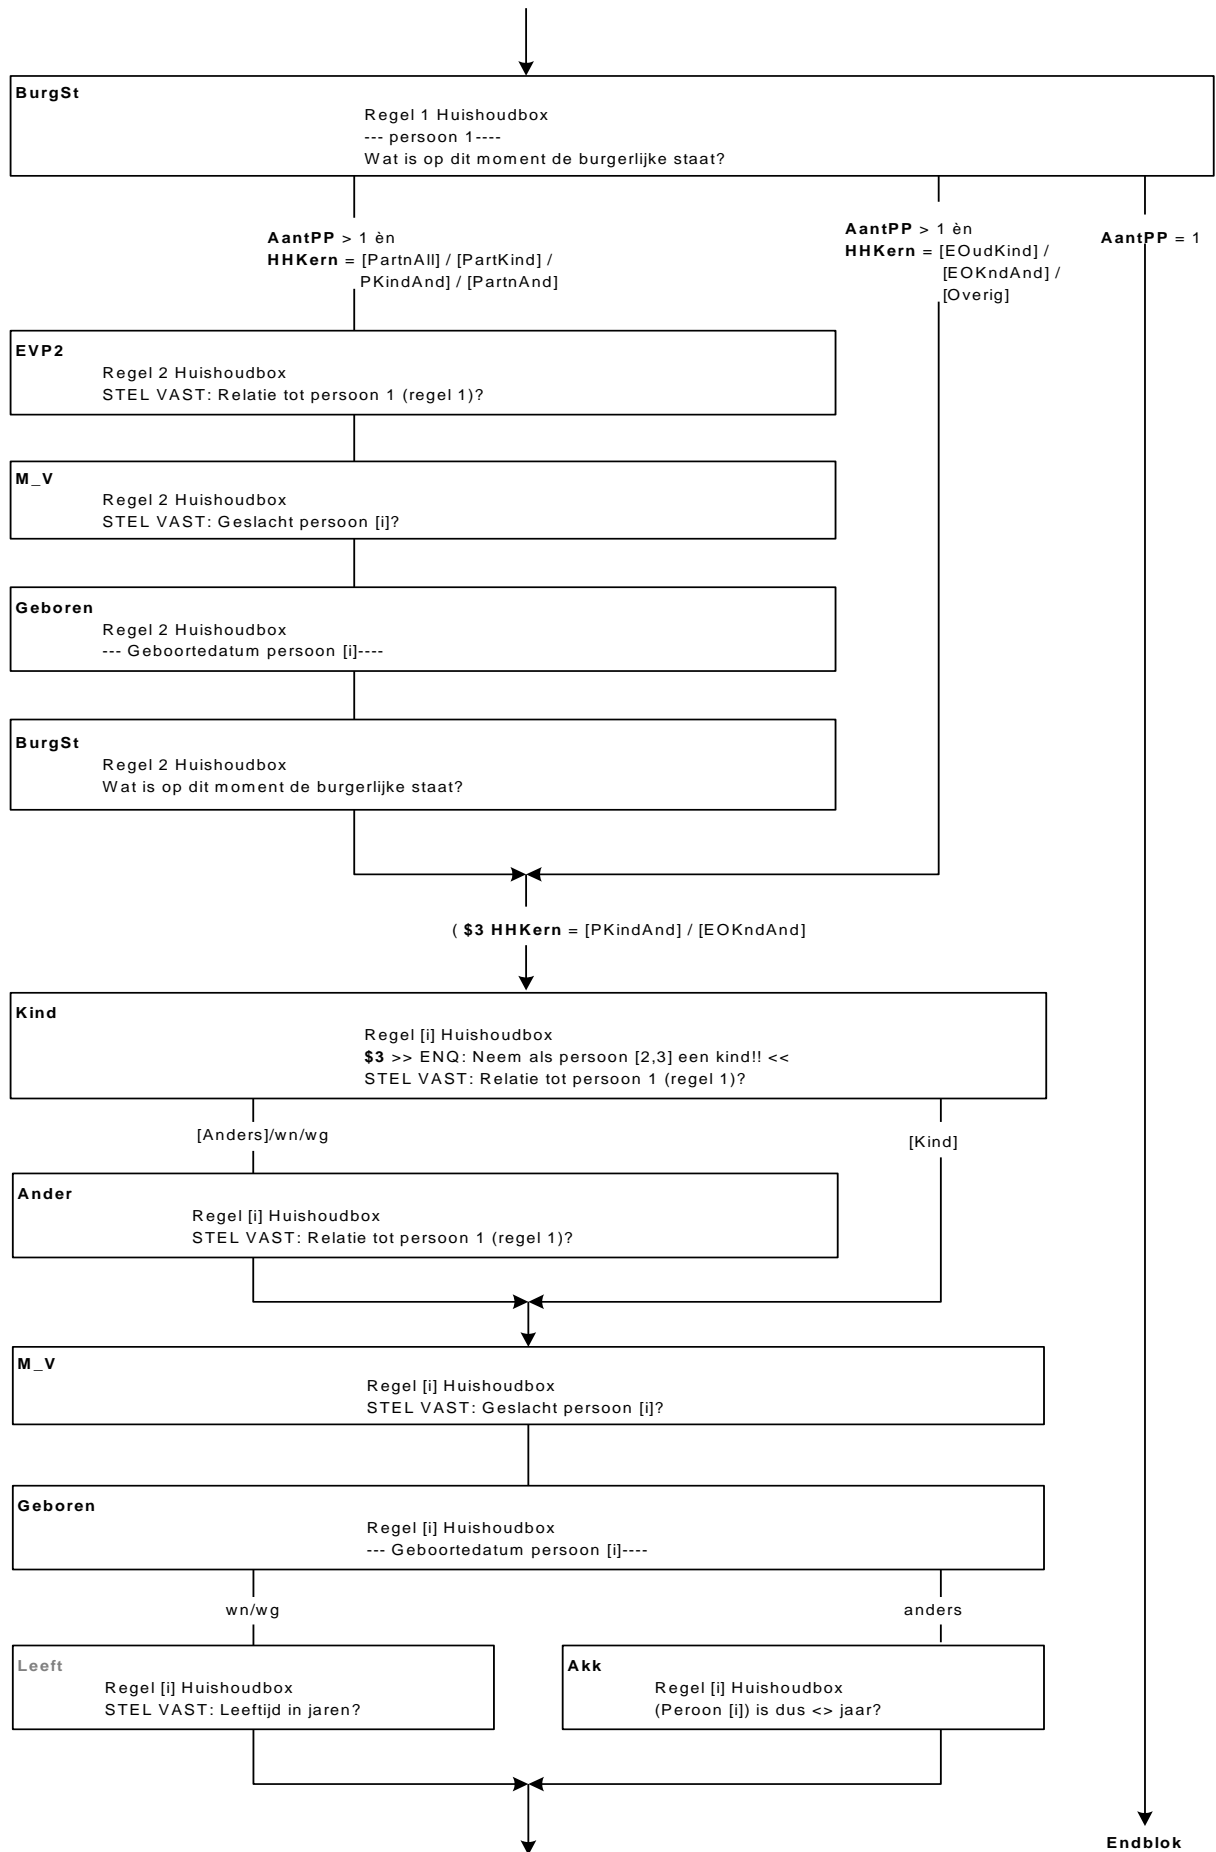 BurgSt
Regel 1 Huishoudbox
--- persoon 1----
Wat is op dit moment de burgerlijke staat?
AantPP > 1 èn
HHKern = [PartnAll] / [PartKind] /
PKindAnd] / [PartnAnd]
AantPP > 1 èn
HHKern = [EOudKind] /
[EOKndAnd] /
[Overig]
AantPP = 1
EVP2
Regel 2 Huishoudbox
STEL VAST: Relatie tot persoon 1 (regel 1)?
M_V
Regel 2 Huishoudbox
STEL VAST: Geslacht persoon [i]?
Geboren
Regel 2 Huishoudbox
--- Geboortedatum persoon [i]----
BurgSt
Regel 2 Huishoudbox
Wat is op dit moment de burgerlijke staat?
( $3 HHKern = [PKindAnd] / [EOKndAnd]
Kind
Regel [i] Huishoudbox
$3 >> ENQ: Neem als persoon [2,3] een kind!! <<
STEL VAST: Relatie tot persoon 1 (regel 1)?
[Anders]/wn/wg
[Kind]
Ander
Regel [i] Huishoudbox
STEL VAST: Relatie tot persoon 1 (regel 1)?
M_V
Regel [i] Huishoudbox
STEL VAST: Geslacht persoon [i]?
Geboren
Regel [i] Huishoudbox
--- Geboortedatum persoon [i]----
wn/wg
anders
Leeft
Regel [i] Huishoudbox
STEL VAST: Leeftijd in jaren?
Akk
Regel [i] Huishoudbox
(Peroon [i]) is dus <> jaar?
Endblok